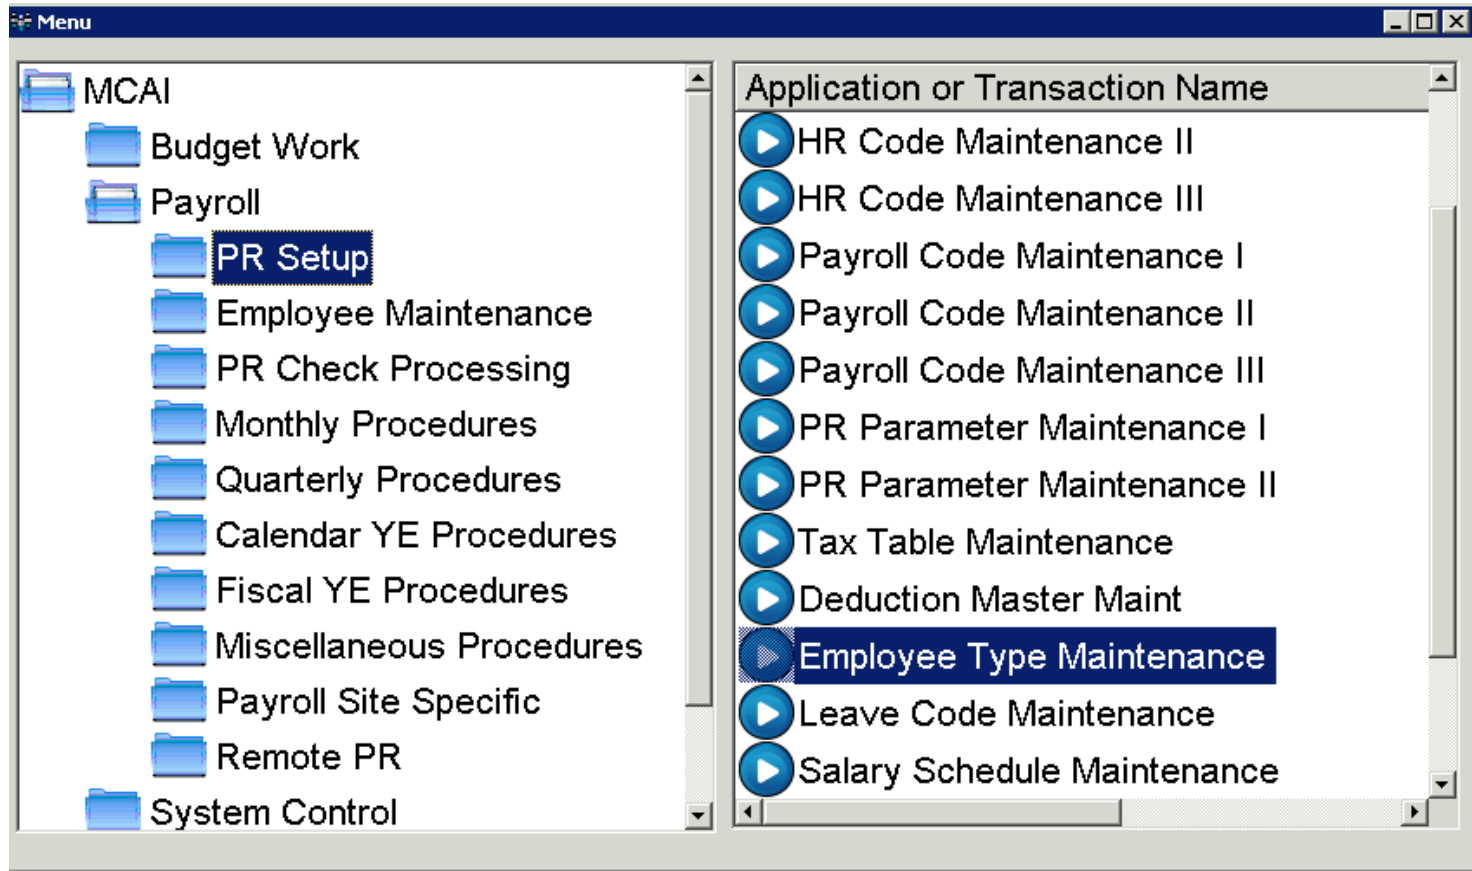 Menu
MCAI
Budget Work
Payroll
PR Setup
Employee Maintenance
PR Check Processing
Monthly Procedures
Quarterly Procedures
Calendar YE Procedures
Fiscal YE Procedures
Miscellaneous Procedures
Payroll Site Specific
Remote PR
System Control
Application or Transaction Name
HR Code Maintenance II
HR Code Maintenance III
Payroll Code Maintenance I
Payroll Code Maintenance II
Payroll Code Maintenance III
PR Parameter Maintenance I
PR Parameter Maintenance II
Tax Table Maintenance
Deduction Master Maint
Employee Type Maintenance
Leave Code Maintenance
Salary Schedule Maintenance